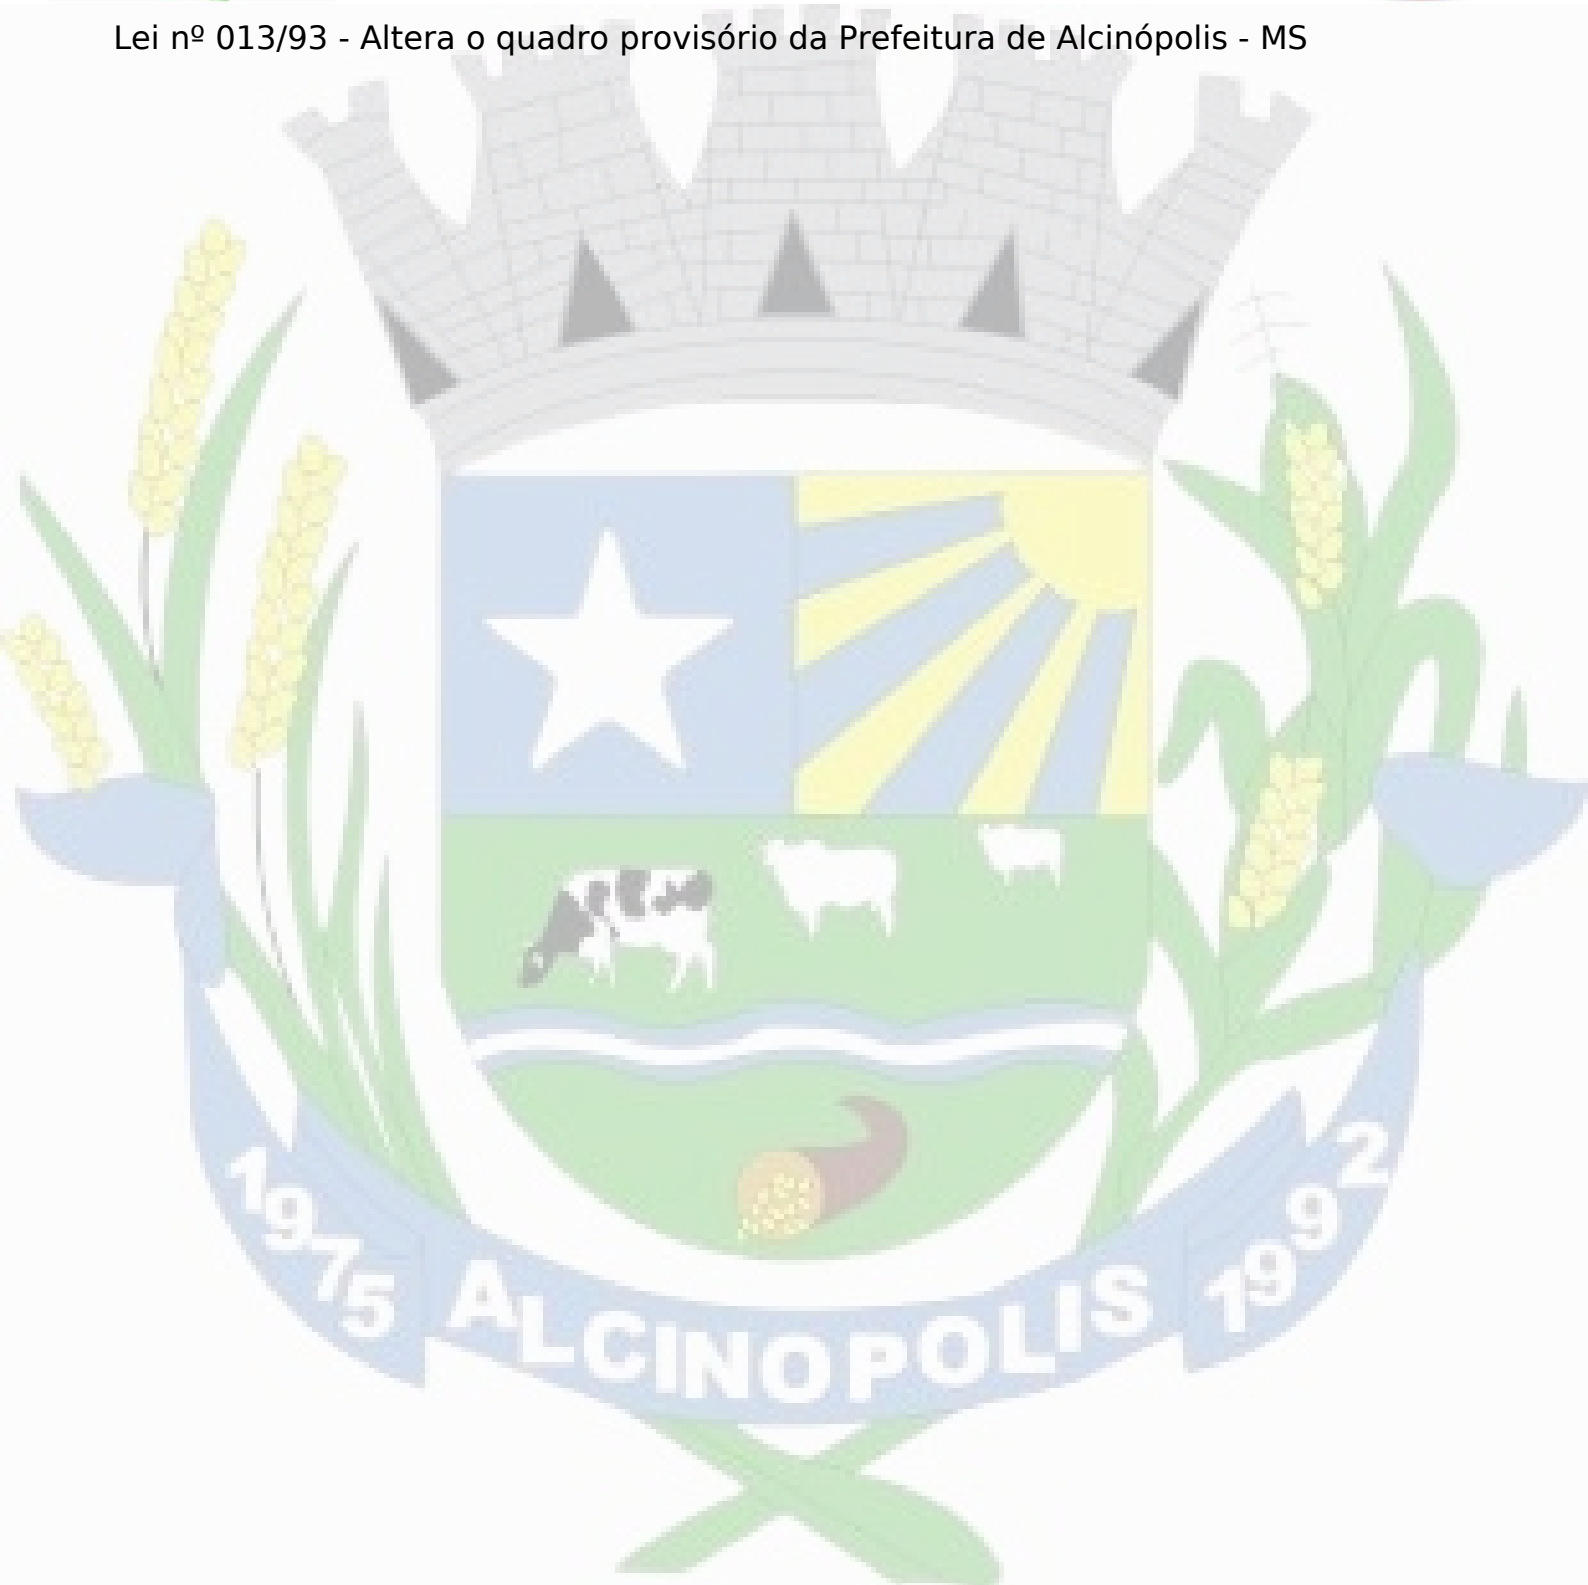 Lei nº 013/93 - Altera o quadro provisório da Prefeitura de Alcinópolis - MS
1975 ALCINOPOLIS 1992